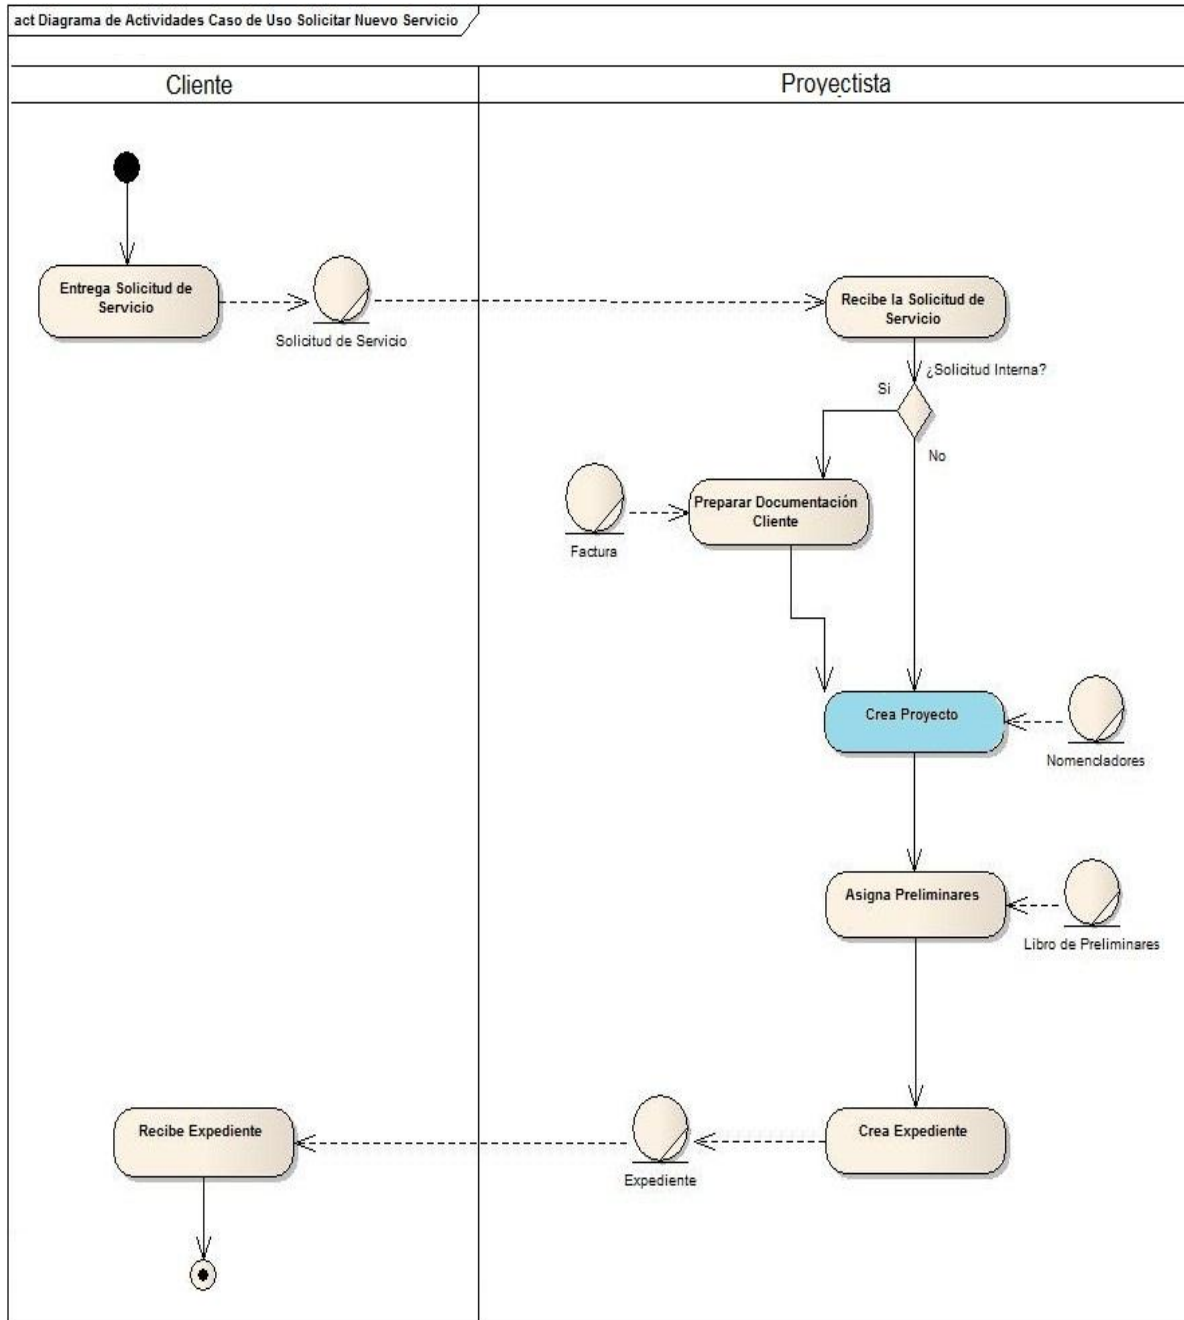 act Diagrama de Actividades Caso de Uso Solicitar Nuevo Servicio
Cliente
Proyectista
Entrega Solicitud de
Servicio
Solicitud de Servicio
Recibe la Solicitud de
Servicio
¿Solicitud Interna?
Si
No
Factura
Preparar Documentación
Cliente
Crea Proyecto
Nomencladores
Asigna Preliminares
Libro de Preliminares
Recibe Expediente
Expediente
Crea Expediente